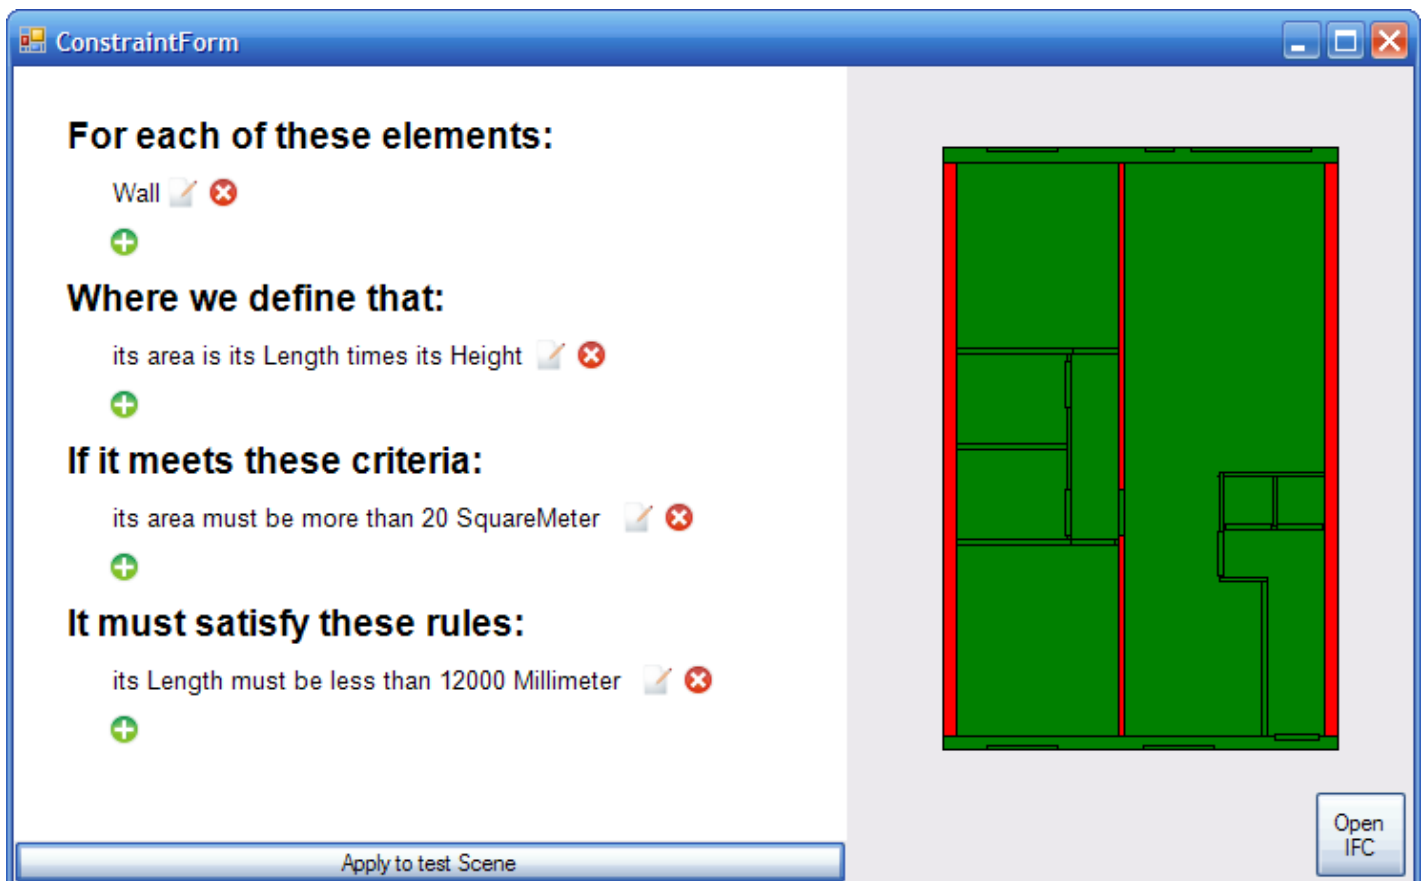 ConstraintForm
For each of these elements:
Wall
Where we define that:
its area is its Length times its Height
If it meets these criteria:
its area must be more than 20 SquareMeter
It must satisfy these rules:
its Length must be less than 12000 Millimeter
Apply to test Scene
Open
IFC